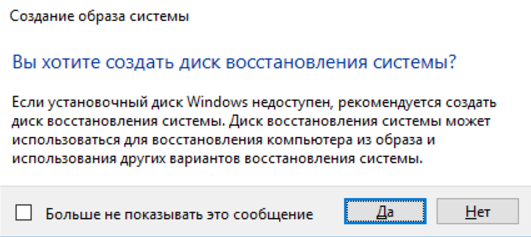 Создание образа системы
Вы хотите создать диск восстановления системы?
Если установочный диск Windows недоступен, рекомендуется создать
диск восстановления системы. Диск восстановления системы может
использоваться для восстановления компьютера из образа и
использования других вариантов восстановления системы.
Больше не показывать это сообщение
Да
Нет